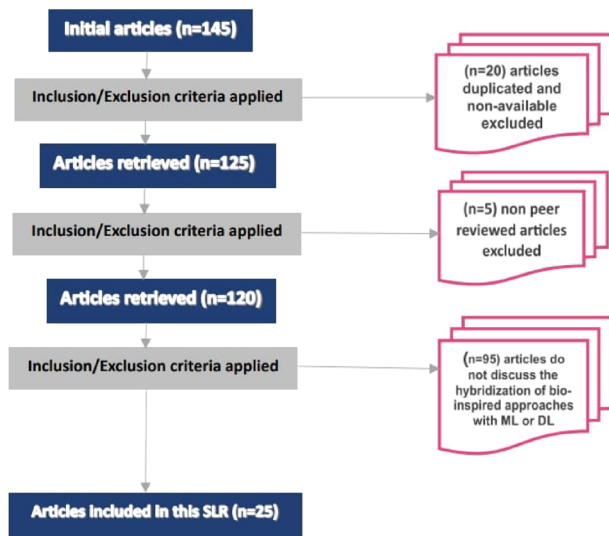 Initial articles (n=145)
Inclusion/Exclusion criteria applied
(n=20) articles
duplicated and
non-available
excluded
Articles retrieved (n=125)
Inclusion/Exclusion criteria applied
(n=5) non peer
reviewed articles
excluded
Articles retrieved (n=120)
Inclusion/Exclusion criteria applied
(n=95) articles do
not discuss the
hybridization of bio-
inspired approaches
with ML or DL
Articles included in this SLR (n=25)